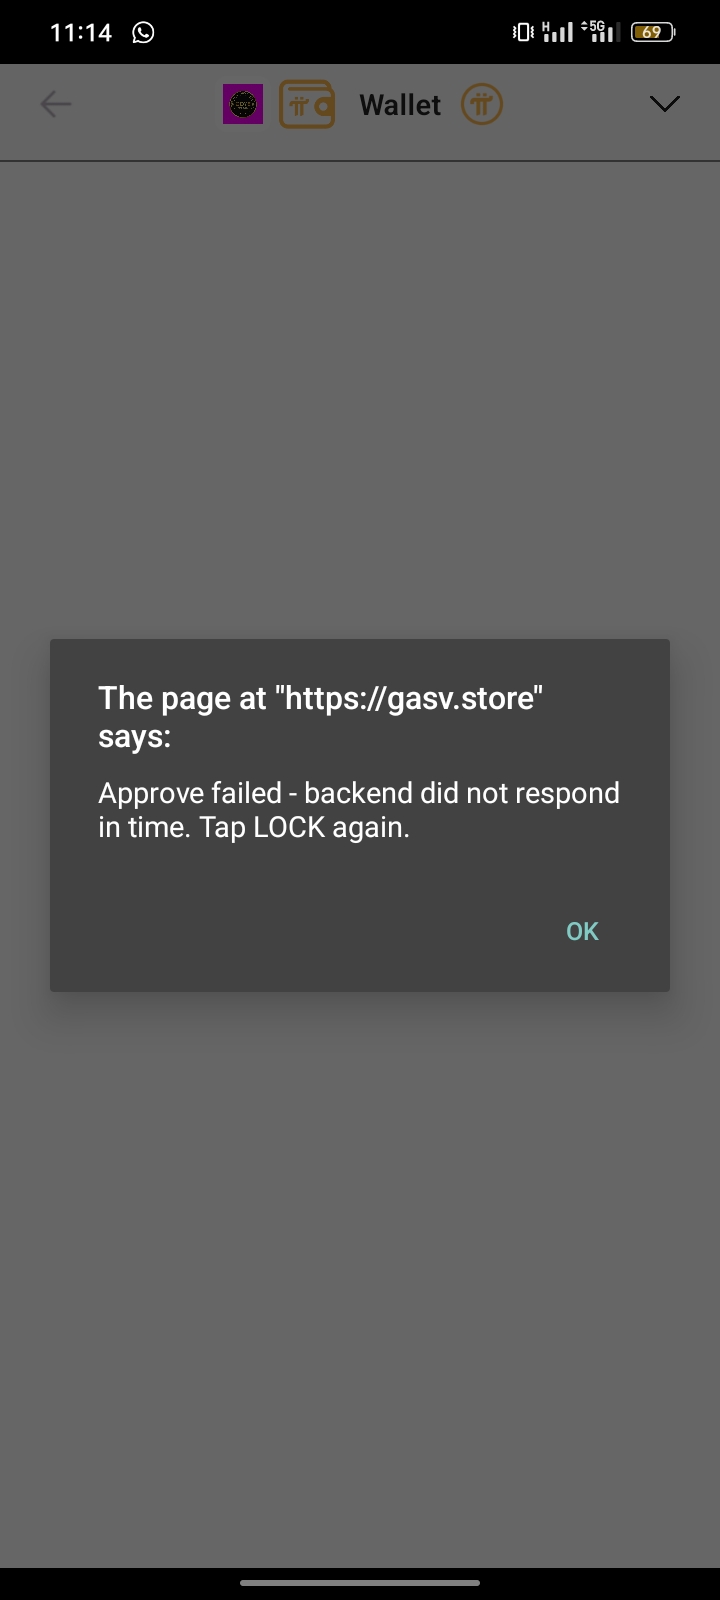 11:14
H
5G
69
Wallet
The page at "https://gasv.store"
says:
Approve failed - backend did not respond
in time. Tap LOCK again.
OK